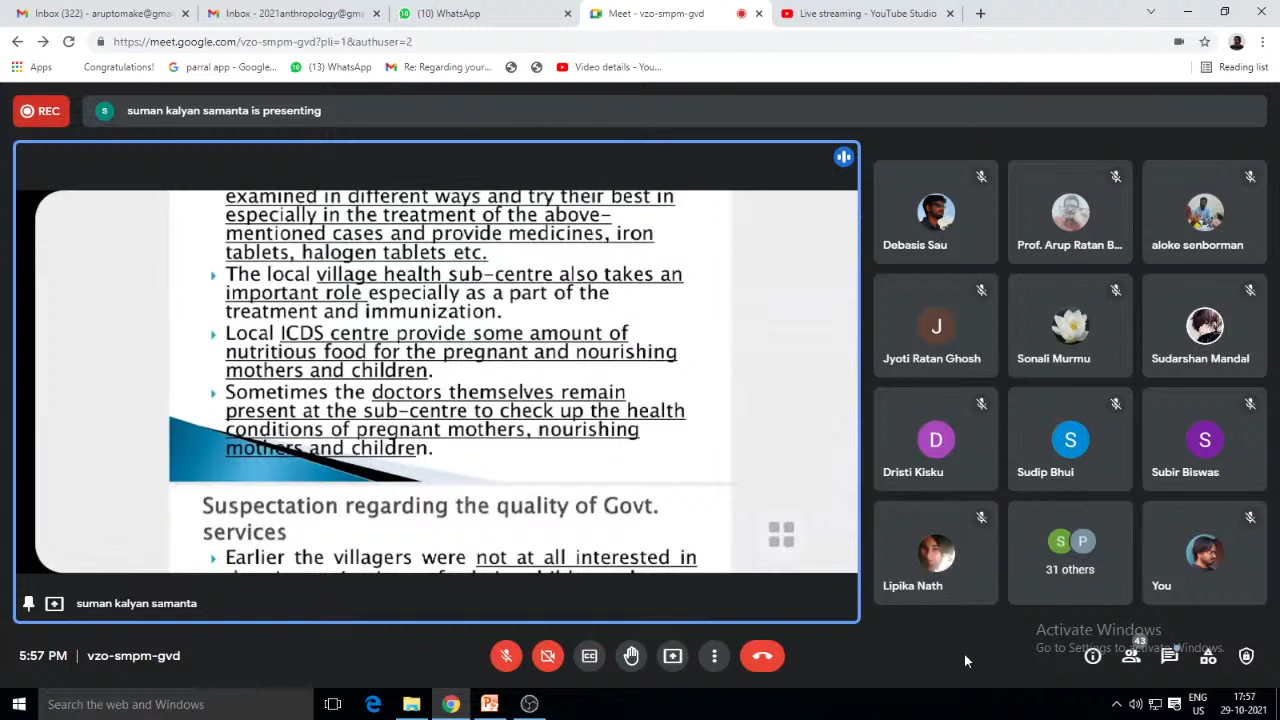 Inbox (322) - aruptomake@gma
Inbox - 2021anthropology@gma
(10) WhatsApp
Meet - vzo-smpm-gvd
Live streaming - YouTube Studio
https://meet.google.com/vzo-smpm-gvd?pli=1&authuser=2
Apps
Congratulations!
parral app - Google...
(13) WhatsApp
Re: Regarding your...
Video details - You...
Reading list
REC
s
suman kalyan samanta is presenting
examined in different ways and try their best in
especially in the treatment of the above-
mentioned cases and provide medicines, iron
tablets, halogen tablets etc.
The local village health sub-centre also takes an
important role especially as a part of the
treatment and immunization.
Local ICDS centre provide some amount of
nutritious food for the pregnant and nourishing
mothers and children.
Sometimes the doctors themselves remain
present at the sub-centre to check up the health
conditions of pregnant mothers, nourishing
mothers and children.
Suspectation regarding the quality of Govt.
services
Earlier the villagers were not at all interested in
suman kalyan samanta
Debasis Sau
Prof. Arup Ratan B...
aloke senborman
J
Jyoti Ratan Ghosh
Sonali Murmu
Sudarshan Mandal
D
Dristi Kisku
S
Sudip Bhui
S
Subir Biswas
Lipika Nath
S
P
31 others
You
5:57 PM | vzo-smpm-gvd
Activate Windows
Go to Settings to activate Windows.
43
Search the web and Windows
ENG
US
17:57
29-10-2021